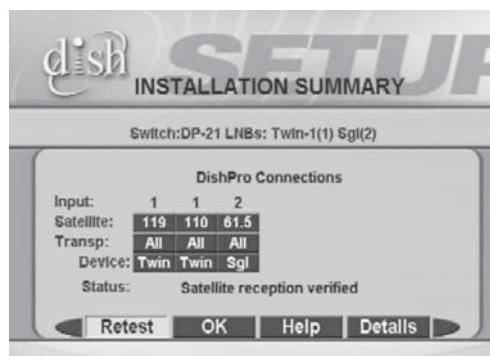 dish
SETUP
INSTALLATION SUMMARY
Switch:DP-21 LNBs: Twin-1(1) Sgl(2)
DishPro Connections
Input: 1 1 2
Satellite: 119 110 61.5
Transp: All All All
Device: Twin Twin Sgl
Status: Satellite reception verified
Retest OK Help Details